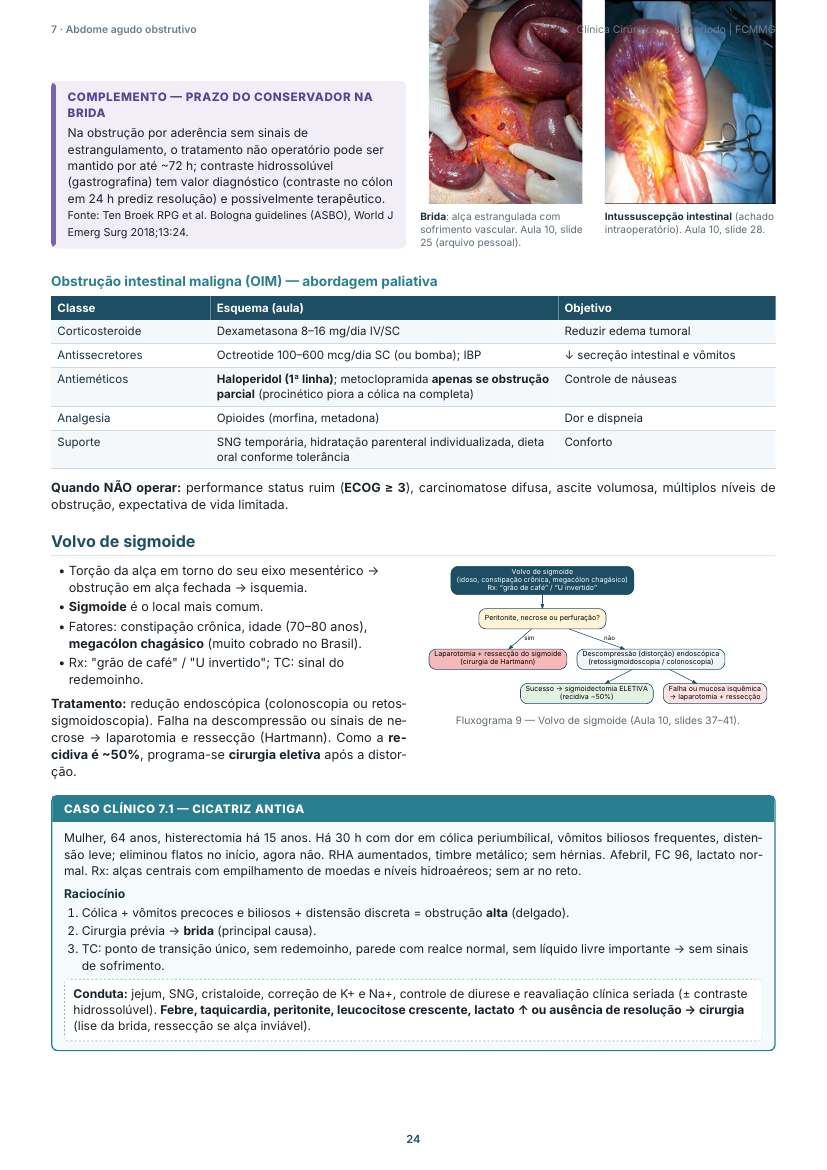 7 · Abdome agudo obstrutivo
Clínica Cirúrgica período | FCMMG
COMPLEMENTO — PRAZO DO CONSERVADOR NA
BRIDA
Na obstrução por aderência sem sinais de
estrangulamento, o tratamento não operatório pode ser
mantido por até ~72 h; contraste hidrossolúvel
(gastrografina) tem valor diagnóstico (contraste no cólon
em 24 h prediz resolução) e possivelmente terapêutico.
Fonte: Ten Broek RPG et al. Bologna guidelines (ASBO), World J
Emerg Surg 2018;13:24.
Brida: alça estrangulada com
sofrimento vascular. Aula 10, slide
25 (arquivo pessoal).
Intussuscepção intestinal (achado
intraoperatório). Aula 10, slide 28.
Obstrução intestinal maligna (OIM) — abordagem paliativa
Classe Esquema (aula) Objetivo
Corticosteroide Dexametasona 8–16 mg/dia IV/SC Reduzir edema tumoral
Antissecretores Octreotide 100–600 mcg/dia SC (ou bomba); IBP ↓ secreção intestinal e vômitos
Antieméticos Haloperidol (1ª linha); metoclopramida apenas se obstrução Controle de náuseas
parcial (procinético piora a cólica na completa)
Analgesia Opioides (morfina, metadona) Dor e dispneia
Suporte SNG temporária, hidratação parenteral individualizada, dieta Conforto
oral conforme tolerância
Quando NÃO operar: performance status ruim (ECOG ≥ 3), carcinomatose difusa, ascite volumosa, múltiplos níveis de
obstrução, expectativa de vida limitada.
Volvo de sigmoide
• Torção da alça em torno do seu eixo mesentérico →
obstrução em alça fechada → isquemia.
• Sigmoide é o local mais comum.
• Fatores: constipação crônica, idade (70–80 anos),
megacólon chagásico (muito cobrado no Brasil).
• Rx: "grão de café" / "U invertido"; TC: sinal do
redemoinho.
Tratamento: redução endoscópica (colonoscopia ou retos-
sigmoidoscopia). Falha na descompressão ou sinais de ne-
crose → laparotomia e ressecção (Hartmann). Como a re-
cidiva é ~50%, programa-se cirurgia eletiva após a distor-
ção.
Volvo de sigmoide
(idoso, constipação crônica, megacólon chagásico)
Rx: "grão de café" / "U invertido"
Peritonite, necrose ou perfuração?
sim não
Laparotomia + ressecção do sigmoide
(cirurgia de Hartmann)
Descompressão (distorção) endoscópica
(retossigmoidoscopia / colonoscopia)
Sucesso → sigmoidectomia ELETIVA
(recidiva ~50%)
Falha ou mucosa isquêmica
→ laparotomia + ressecção
Fluxograma 9 — Volvo de sigmoide (Aula 10, slides 37–41).
CASO CLÍNICO 7.1 — CICATRIZ ANTIGA
Mulher, 64 anos, histerectomia há 15 anos. Há 30 h com dor em cólica periumbilical, vômitos biliosos frequentes, disten-
são leve; eliminou flatos no início, agora não. RHA aumentados, timbre metálico; sem hérnias. Afebril, FC 96, lactato nor-
mal. Rx: alças centrais com empilhamento de moedas e níveis hidroaéreos; sem ar no reto.
Raciocínio
1. Cólica + vômitos precoces e biliosos + distensão discreta = obstrução alta (delgado).
2. Cirurgia prévia → brida (principal causa).
3. TC: ponto de transição único, sem redemoinho, parede com realce normal, sem líquido livre importante → sem sinais
de sofrimento.
Conduta: jejum, SNG, cristaloide, correção de K+ e Na+, controle de diurese e reavaliação clínica seriada (± contraste
hidrossolúvel). Febre, taquicardia, peritonite, leucocitose crescente, lactato ↑ ou ausência de resolução → cirurgia
(lise da brida, ressecção se alça inviável).
24